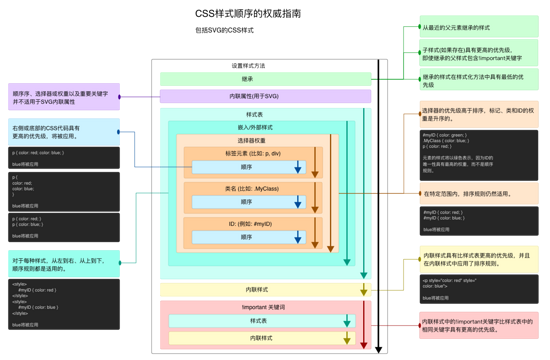 CSS样式顺序的权威指南
包括SVG的CSS样式
设置样式方法
继承
内联属性(用于SVG)
样式表
嵌入/外部样式
选择器权重
标签元素 (比如: p, div)
顺序
类名 (比如: .MyClass)
顺序
ID: (例如: #myID)
顺序
内联样式
!important 关键词
样式表
内联样式
顺序序、选择器或权重以及重要关键字
并不适用于SVG内联属性
右侧或底部的CSS代码具有
更高的优先级，将被应用。
p { color: red; color: blue; }
blue将被应用
p {
color: red;
color: blue;
}
blue将被应用
p { color: red; }
p { color: blue; }
blue将被应用
对于每种样式，从左到右、从上到下，
顺序规则都是适用的。
<style>
#myID { color: red }
</style>
<style>
#myID { color: blue }
</style>
blue将被应用
从最近的父元素继承的样式
子样式(如果存在)具有更高的优先级。
即使继承的父样式包含!important关键字
继承的样式在样式化方法中具有最低的优
先级
选择器的优先级高于排序，标记、类和ID的权重
是升序的。
#myID { color: green; }
.MyClass { color: blue; }
p { color: red; }
元素的样式将以绿色表示，因为ID的
唯一性具有最高的权重，而不是顺序
规则。
在特定范围内，排序规则仍然适用。
#myID { color: red }
#myID { color: blue }
blue将被应用
内联样式具有比样式表更高的优先级，并且
在内联样式中应用了排序规则。
<p style="color: red" style="
color: blue">
blue将被应用
内联样式中的!important关键字比样式表中的
相同关键字具有更高的优先级。